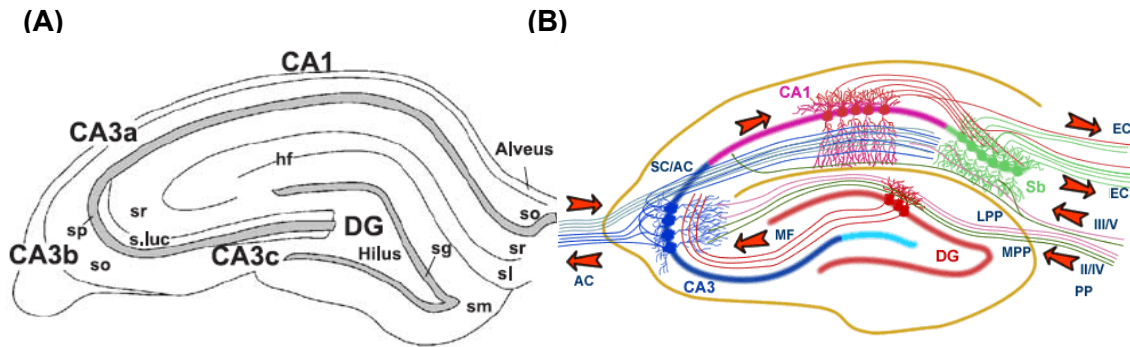 (A)
CA1
CA3a
hf
Alveus
sr
sp
s.luc
DG
so
CA3b
so
CA3c
Hilus
sg
sr
sl
sm
(B)
CA1
EC
SC/AC
Sb
EC
LPP
III/V
MF
MPP
DG
II/IV
AC
CA3
PP